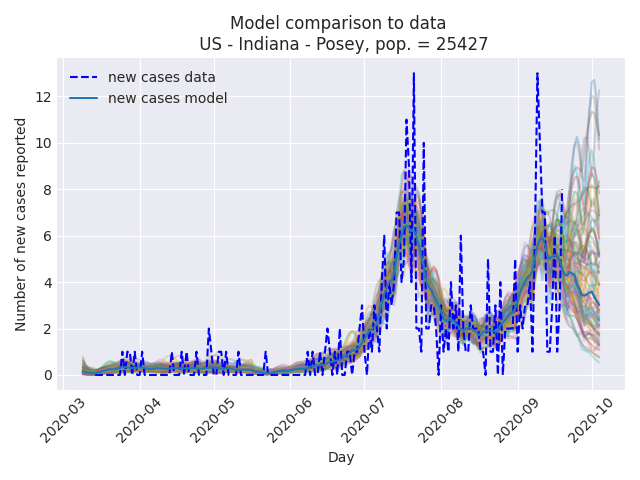 Model comparison to data
US - Indiana - Posey, pop. = 25427
new cases data
new cases model
Number of new cases reported
12
10
8
6
4
2
0
2020-03
2020-04
2020-05
2020-06
2020-07
2020-08
2020-09
2020-10
Day